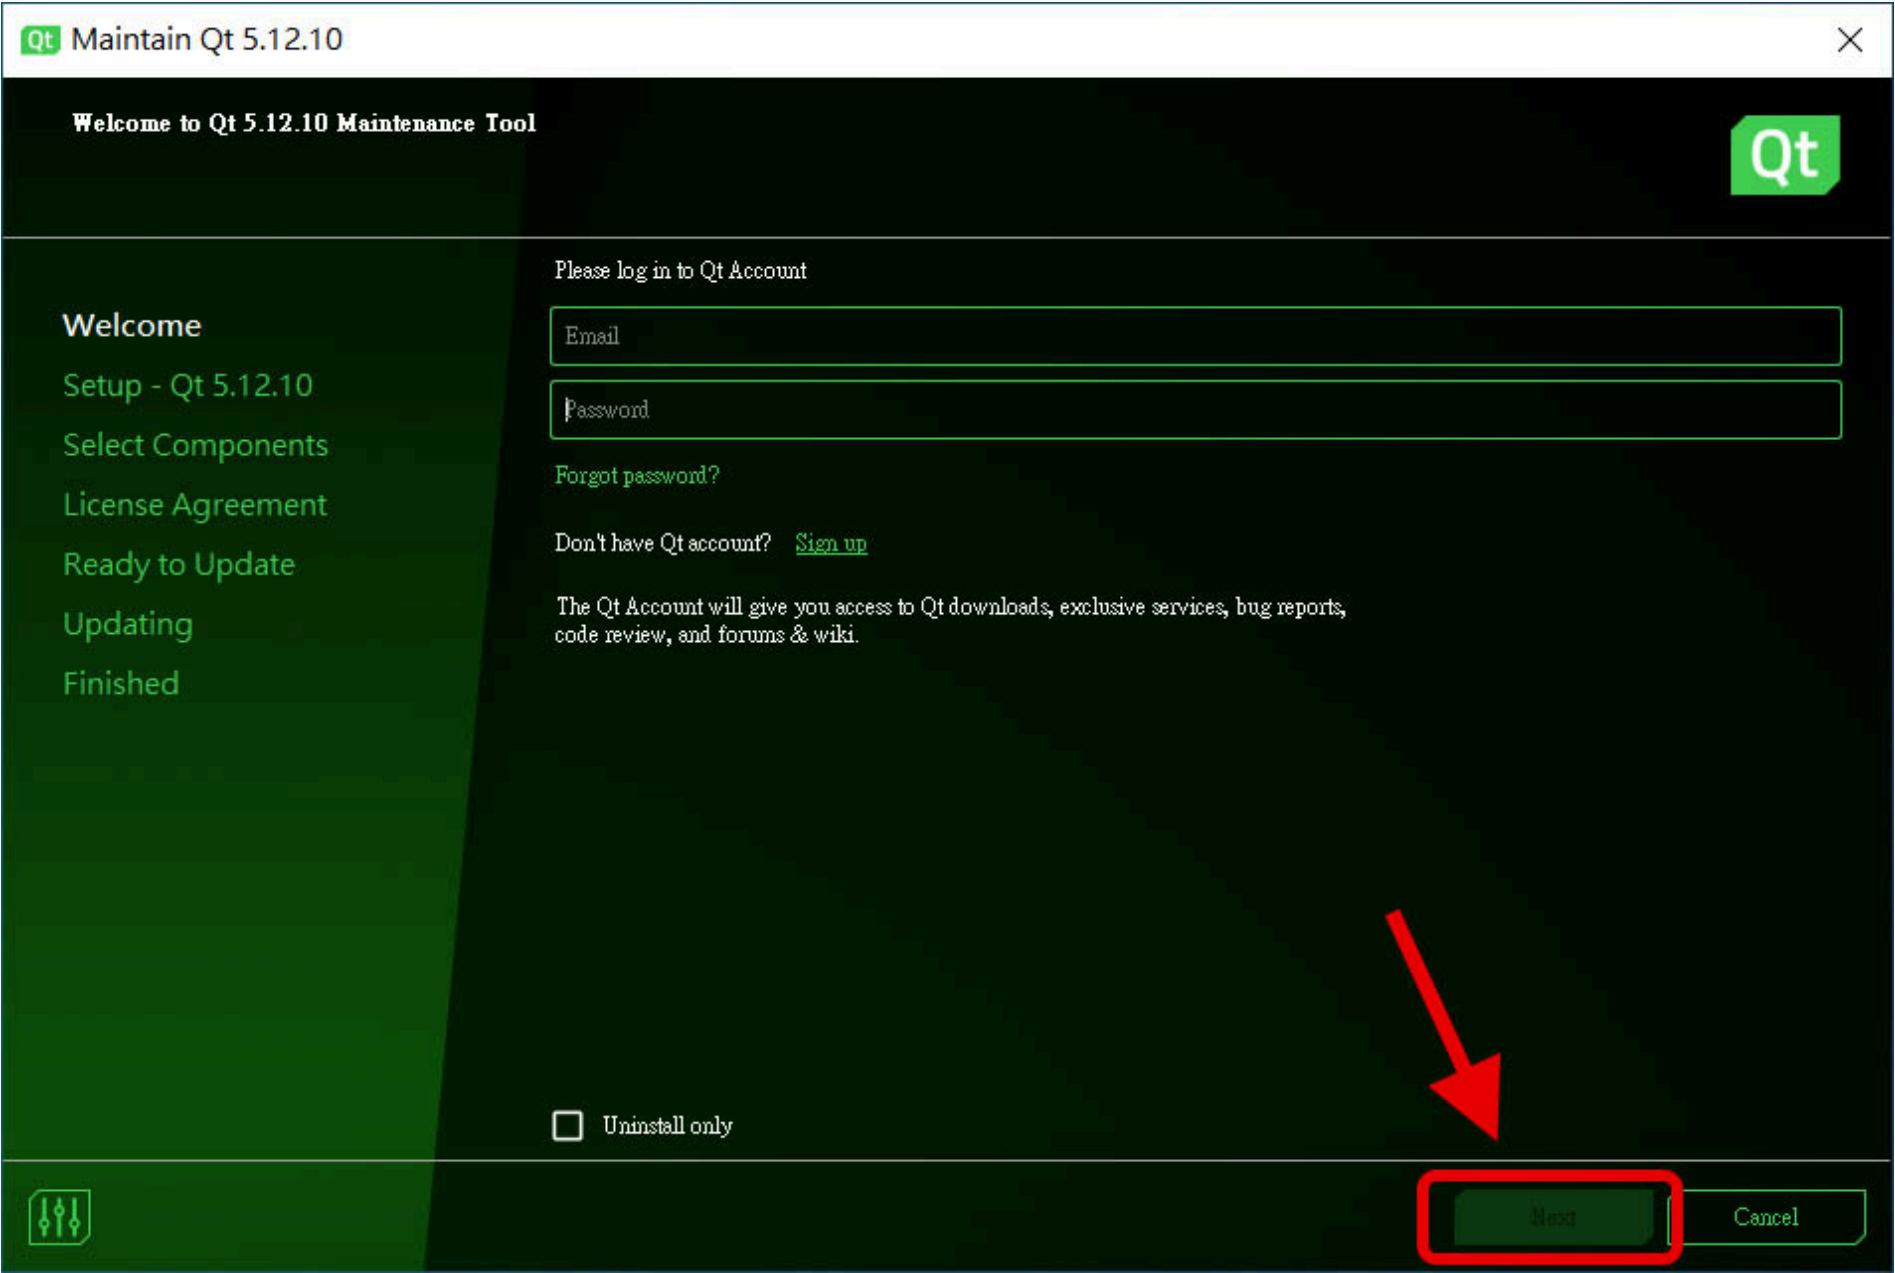 Qt Maintain Qt 5.12.10
Welcome to Qt 5.12.10 Maintenance Tool
Qt
Welcome
Setup - Qt 5.12.10
Select Components
License Agreement
Ready to Update
Updating
Finished
Please log in to Qt Account
Email
Password
Forgot password?
Don't have Qt account? Sign up
The Qt Account will give you access to Qt downloads, exclusive services, bug reports,
code review, and forums & wiki.
Uninstall only
Next
Cancel